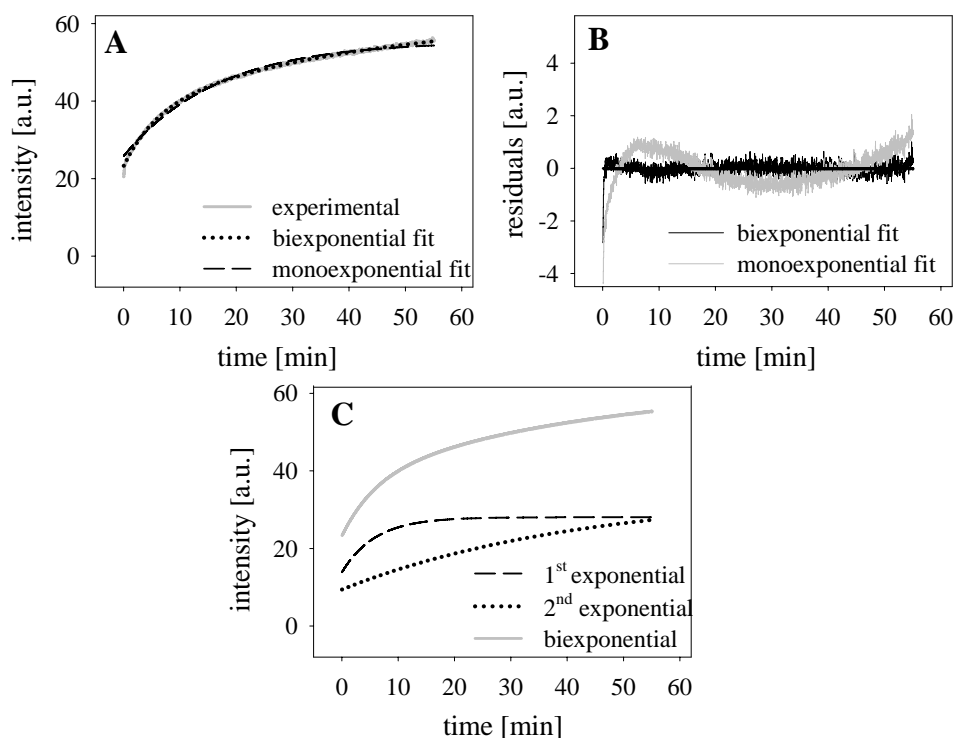 A
60
40
20
0
intensity [a.u.]
experimental
biexponential fit
monoexponential fit
0 10 20 30 40 50 60
time [min]
B
4
2
0
-2
-4
residuals [a.u.]
biexponential fit
monoexponential fit
0 10 20 30 40 50 60
time [min]
C
60
40
20
0
intensity [a.u.]
1st exponential
2nd exponential
biexponential
0 10 20 30 40 50 60
time [min]